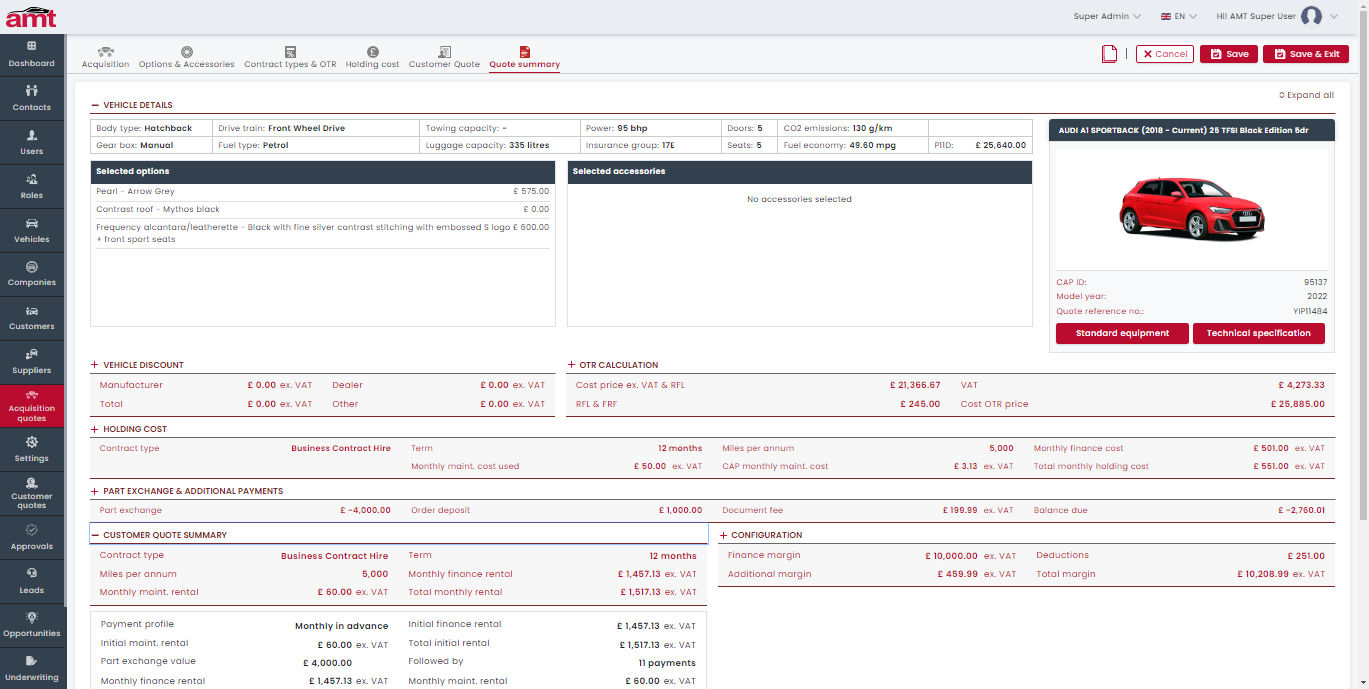 amt
Super Admin
EN
Hi! AMT Super User
Dashboard
Contacts
Users
Roles
Vehicles
Companies
Customers
Suppliers
Acquisition
quotes
Settings
Customer
quotes
Approvals
Leads
Opportunities
Underwriting
Acquisition
Options & Accessories
Contract types & OTR
Holding cost
Customer Quote
Quote summary
Cancel
Save
Save & Exit
Expand all
VEHICLE DETAILS
Body type: Hatchback Drive train: Front Wheel Drive Towing capacity: - Power: 95 bhp Doors: 5 CO2 emissions: 130 g/km
Gear box: Manual Fuel type: Petrol Luggage capacity: 335 litres Insurance group: 17E Seats: 5 Fuel economy: 49.60 mpg P11D: £ 25,640.00
Selected options
Pearl - Arrow Grey £ 575.00
Contrast roof - Mythos black £ 0.00
Frequency alcantara/leatherette - Black with fine silver contrast stitching with embossed S logo £ 600.00
+ front sport seats
Selected accessories
No accessories selected
AUDI A1 SPORTBACK (2018 - Current) 25 TFSI Black Edition 5dr
CAP ID: 95137
Model year: 2022
Quote reference no.: YIP11484
Standard equipment
Technical specification
VEHICLE DISCOUNT
Manufacturer £ 0.00 ex. VAT Dealer £ 0.00 ex. VAT
Total £ 0.00 ex. VAT Other £ 0.00 ex. VAT
OTR CALCULATION
Cost price ex. VAT & RFL £ 21,366.67 VAT £ 4,273.33
RFL & FRF £ 245.00 Cost OTR price £ 25,885.00
HOLDING COST
Contract type Business Contract Hire Term 12 months Miles per annum 5,000 Monthly finance cost £ 501.00 ex. VAT
Monthly maint. cost used £ 50.00 ex. VAT CAP monthly maint. cost £ 3.13 ex. VAT Total monthly holding cost £ 551.00 ex. VAT
PART EXCHANGE & ADDITIONAL PAYMENTS
Part exchange £ -4,000.00 Order deposit £ 1,000.00 Document fee £ 199.99 ex. VAT Balance due £ -2,760.01
CUSTOMER QUOTE SUMMARY
Contract type Business Contract Hire Term 12 months
Miles per annum 5,000 Monthly finance rental £ 1,457.13 ex. VAT
Monthly maint. rental £ 60.00 ex. VAT Total monthly rental £ 1,517.13 ex. VAT
CONFIGURATION
Finance margin £ 10,000.00 ex. VAT Deductions £ 251.00
Additional margin £ 459.99 ex. VAT Total margin £ 10,208.99 ex. VAT
Payment profile Monthly in advance Initial finance rental £ 1,457.13 ex. VAT
Initial maint. rental £ 60.00 ex. VAT Total initial rental £ 1,517.13 ex. VAT
Part exchange value £ 4,000.00 Followed by 11 payments
Monthly finance rental £ 1,457.13 ex. VAT Monthly maint. rental £ 60.00 ex. VAT